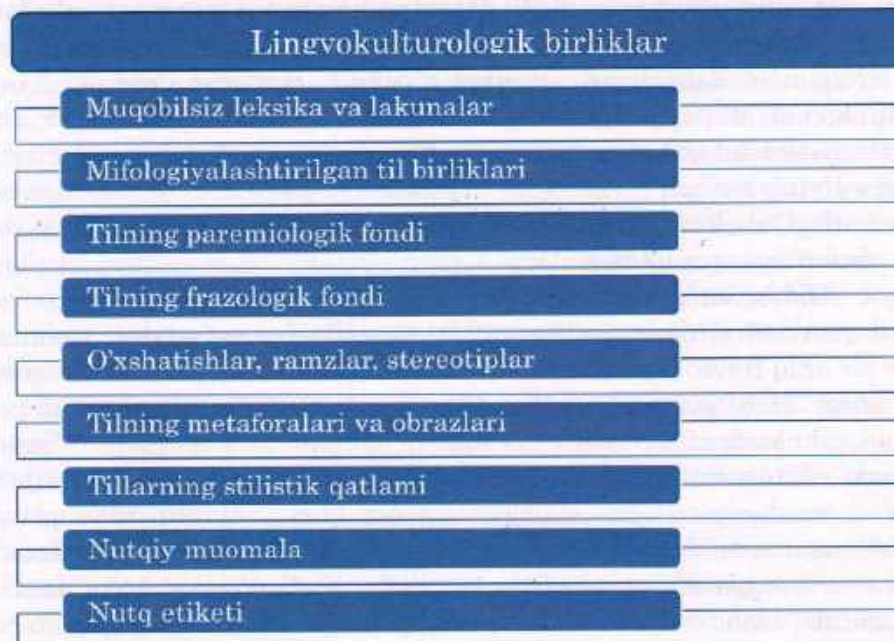 Lingvokulturologik birliklar
Muqobilsiz leksika va lakunalar
Mifologiyalashtirilgan til birliklari
Tilning paremiologik fondi
Tilning frazologik fondi
O'xshatishlar, ramzlar, stereotiplar
Tilning metaforalari va obrazlari
Tillarning stilistik qatlami
Nutqiy muomala
Nutq etiketi